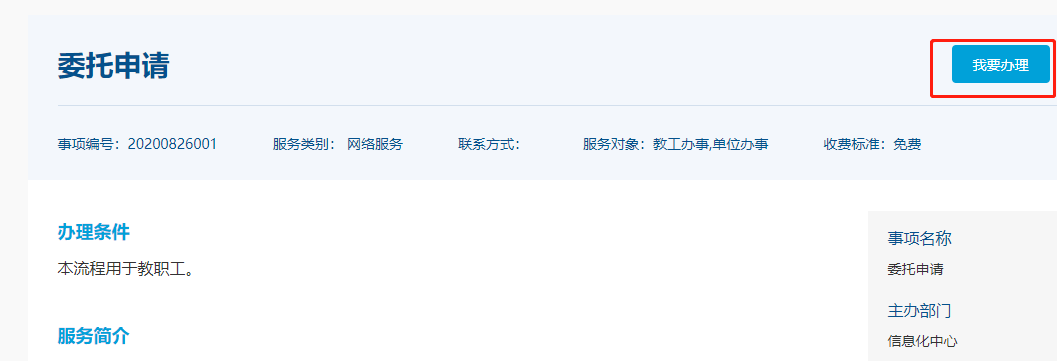 委托申请
我要办理
事项编号：20200826001 服务类别： 网络服务 联系方式： 服务对象：教工办事,单位办事 收费标准：免费
办理条件
本流程用于教职工。
服务简介
事项名称
委托申请
主办部门
信息化中心